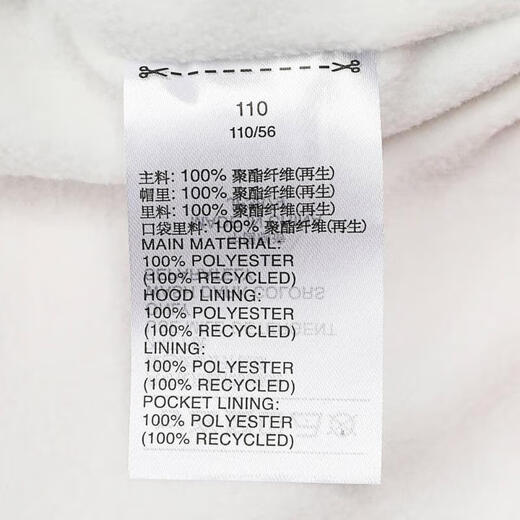 110
110/56
主料: 100% 聚酯纤维(再生)
帽里: 100% 聚酯纤维(再生)
里料: 100% 聚酯纤维(再生)
口袋里料: 100% 聚酯纤维(再生)
MAIN MATERIAL:
100% POLYESTER
(100% RECYCLED)
HOOD LINING:
100% POLYESTER
(100% RECYCLED)
LINING:
100% POLYESTER
(100% RECYCLED)
POCKET LINING:
100% POLYESTER
(100% RECYCLED)